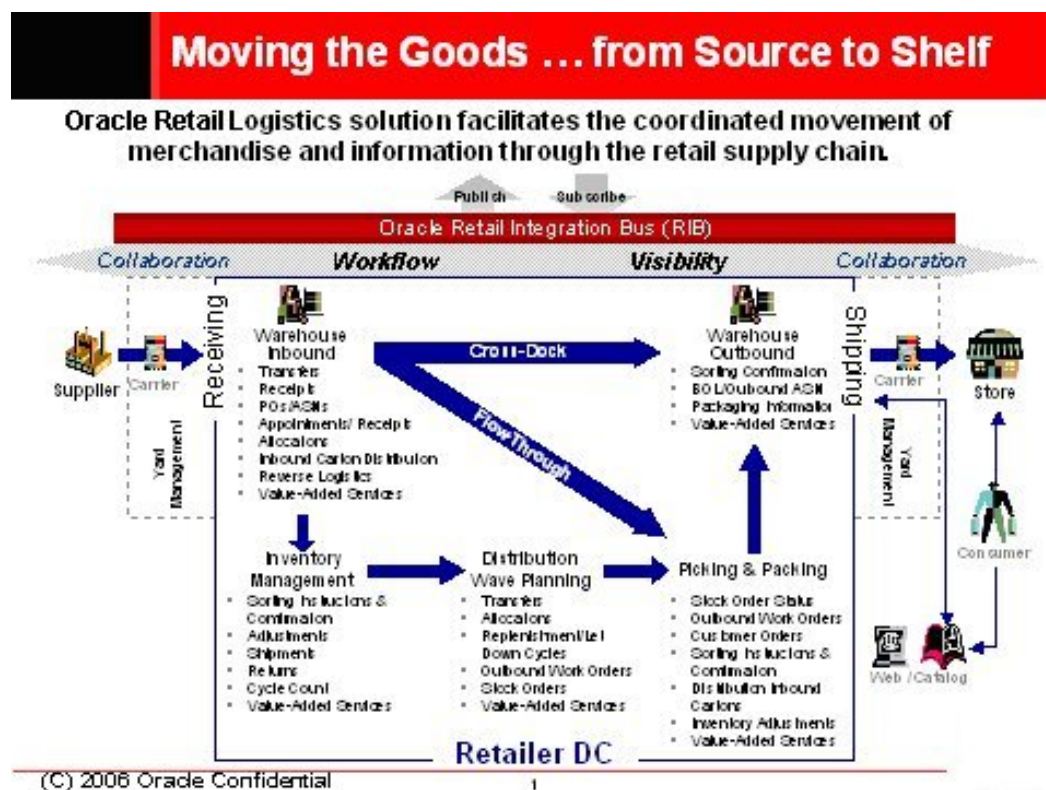 Moving the Goods ... from Source to Shelf
Oracle Retail Logistics solution facilitates the coordinated movement of
merchandise and information through the retail supply chain.
Publish
Subscribe
Oracle Retail Integration Bus (RIB)
Collaboration
Workflow
Visibility
Collaboration
Supplier
Carrier
Yard
Management
Receiving
Warehouse
Inbound
• Transfers
• Receipts
• POs/ASNs
• Appointments/ Receipts
• Allocations
• Inbound Carton Distribution
• Reverse Logistics
• Value-Added Services
Cross-Dock
Flow Through
Warehouse
Outbound
• Sorting Confirmation
• BOL/Outbound ASN
• Packaging Information
• Value-Added Services
Shipping
Carrier
Yard
Management
Store
Consumer
Web / Catalog
Inventory
Management
• Sorting Instructions &
Confirmation
• Adjustments
• Shipments
• Returns
• Cycle Count
• Value-Added Services
Distribution
Wave Planning
• Transfers
• Allocations
• Replenishment/Let
Down Cycles
• Outbound Work Orders
• Stock Orders
• Value-Added Services
Picking & Packing
• Stock Order Status
• Outbound Work Orders
• Customer Orders
• Sorting Instructions &
Confirmation
• Distribution Inbound
Cartons
• Inventory Adjustments
• Value-Added Services
Retailer DC
(C) 2006 Oracle Confidential
1